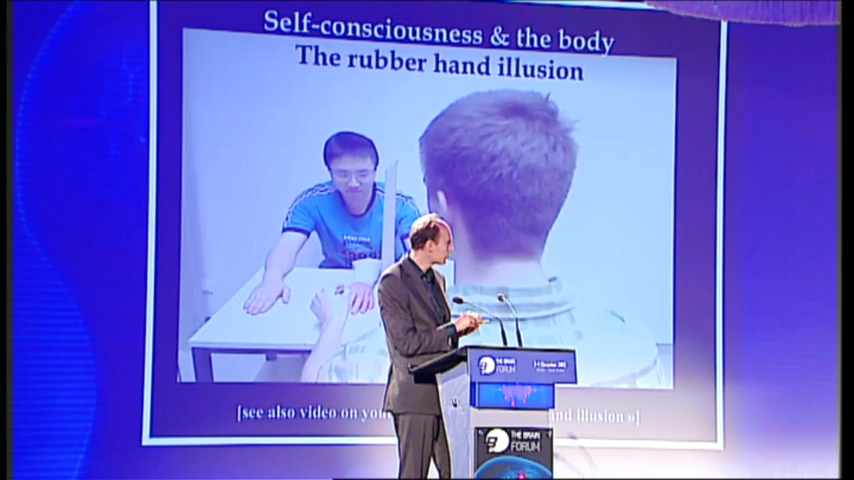 Self-consciousness & the body
The rubber hand illusion
[see also video on you
and illusion »]
THE BRAIN
FORUM
THE BRAIN
FORUM